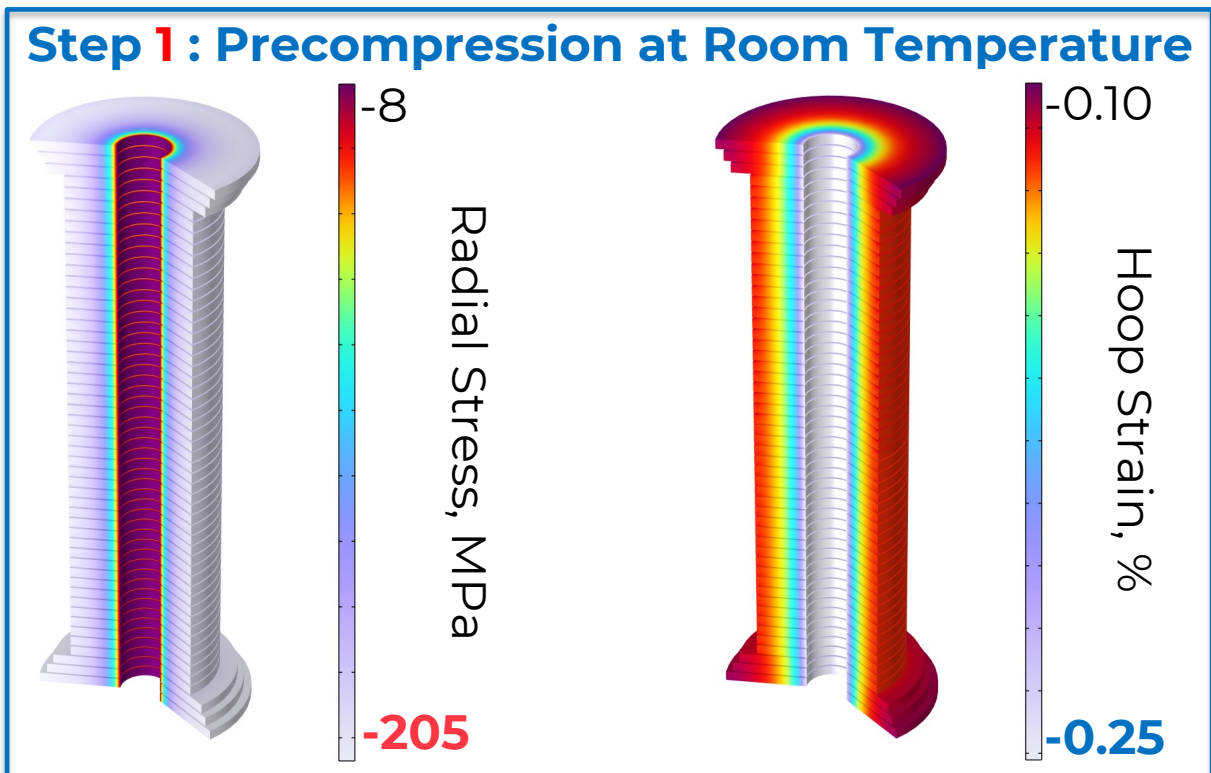 Step 1 : Precompression at Room Temperature
-8
Radial Stress, MPa
-205
-0.10
Hoop Strain, %
-0.25